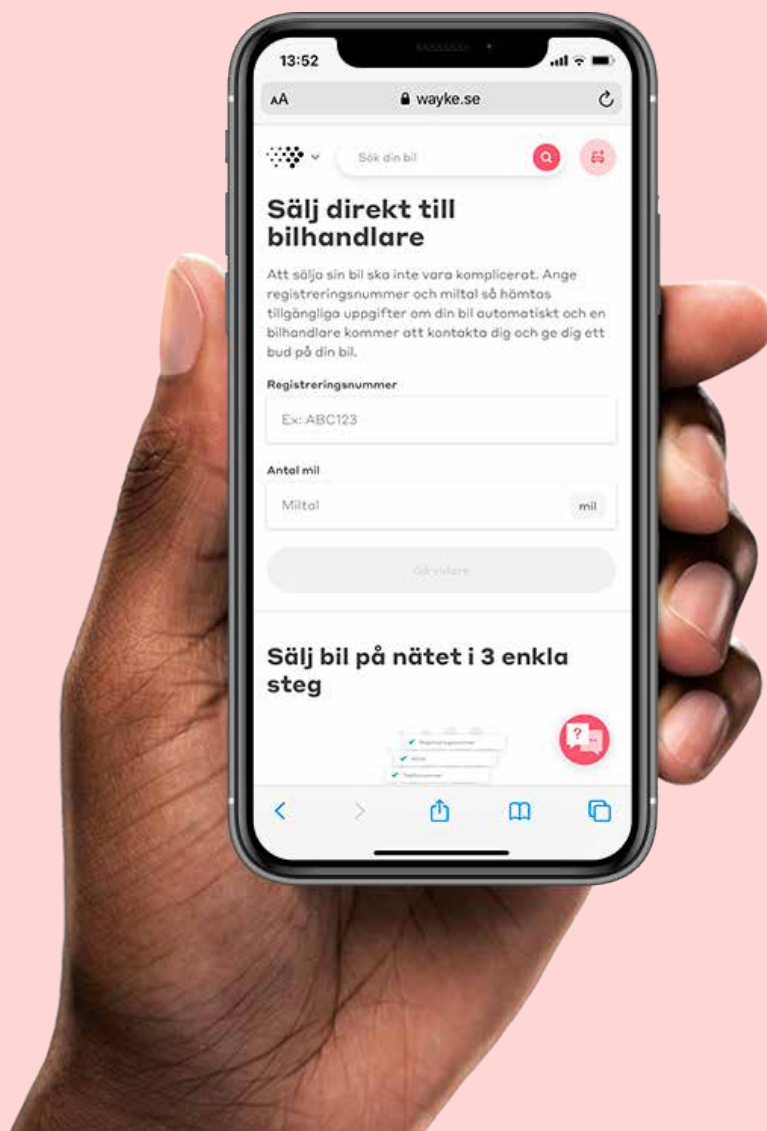 13:52
AA
wayke.se
Sök din bil
Sälj direkt till
bilhandlare
Att sälja sin bil ska inte vara komplicerat. Ange
registreringsnummer och miltal så hämtas
tillgängliga uppgifter om din bil automatiskt och en
bilhandlare kommer att kontakta dig och ge dig ett
bud på din bil.
Registreringsnummer
Ex: ABC123
Antal mil
Miltal
mil
Gå vidare
Sälj bil på nätet i 3 enkla
steg
?
Registreringsnummer
Miltal
Telefonnummer